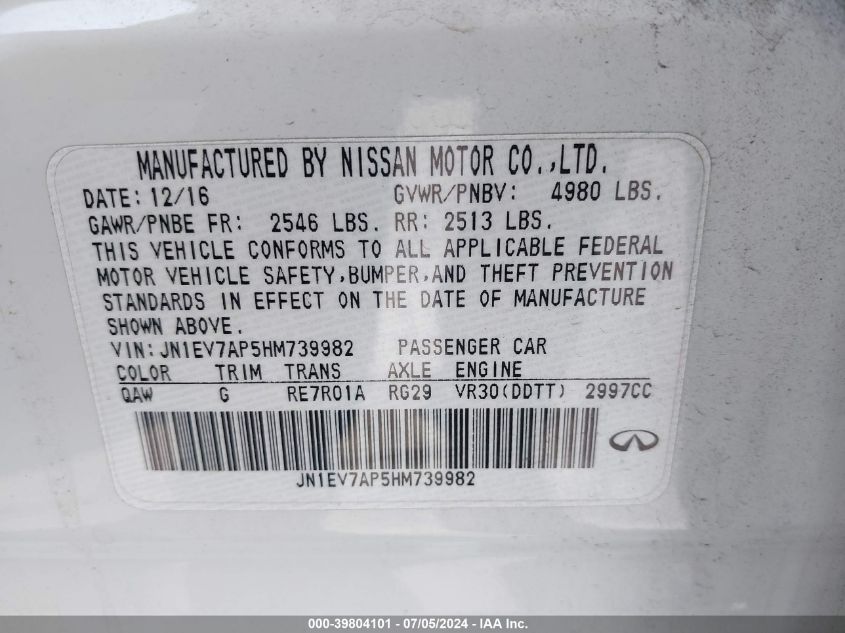 MANUFACTURED BY NISSAN MOTOR CO.,LTD.
DATE: 12/16 GVWR/PNBV: 4980 LBS.
GAWR/PNBE FR: 2546 LBS. RR: 2513 LBS.
THIS VEHICLE CONFORMS TO ALL APPLICABLE FEDERAL
MOTOR VEHICLE SAFETY,BUMPER,AND THEFT PREVENTION
STANDARDS IN EFFECT ON THE DATE OF MANUFACTURE
SHOWN ABOVE.
VIN: JN1EV7AP5HM739982 PASSENGER CAR
COLOR TRIM TRANS AXLE ENGINE
QAW G RE7R01A RG29 VR30(DDTT) 2997CC
JN1EV7AP5HM739982
000-39804101 - 07/05/2024 - IAA Inc.